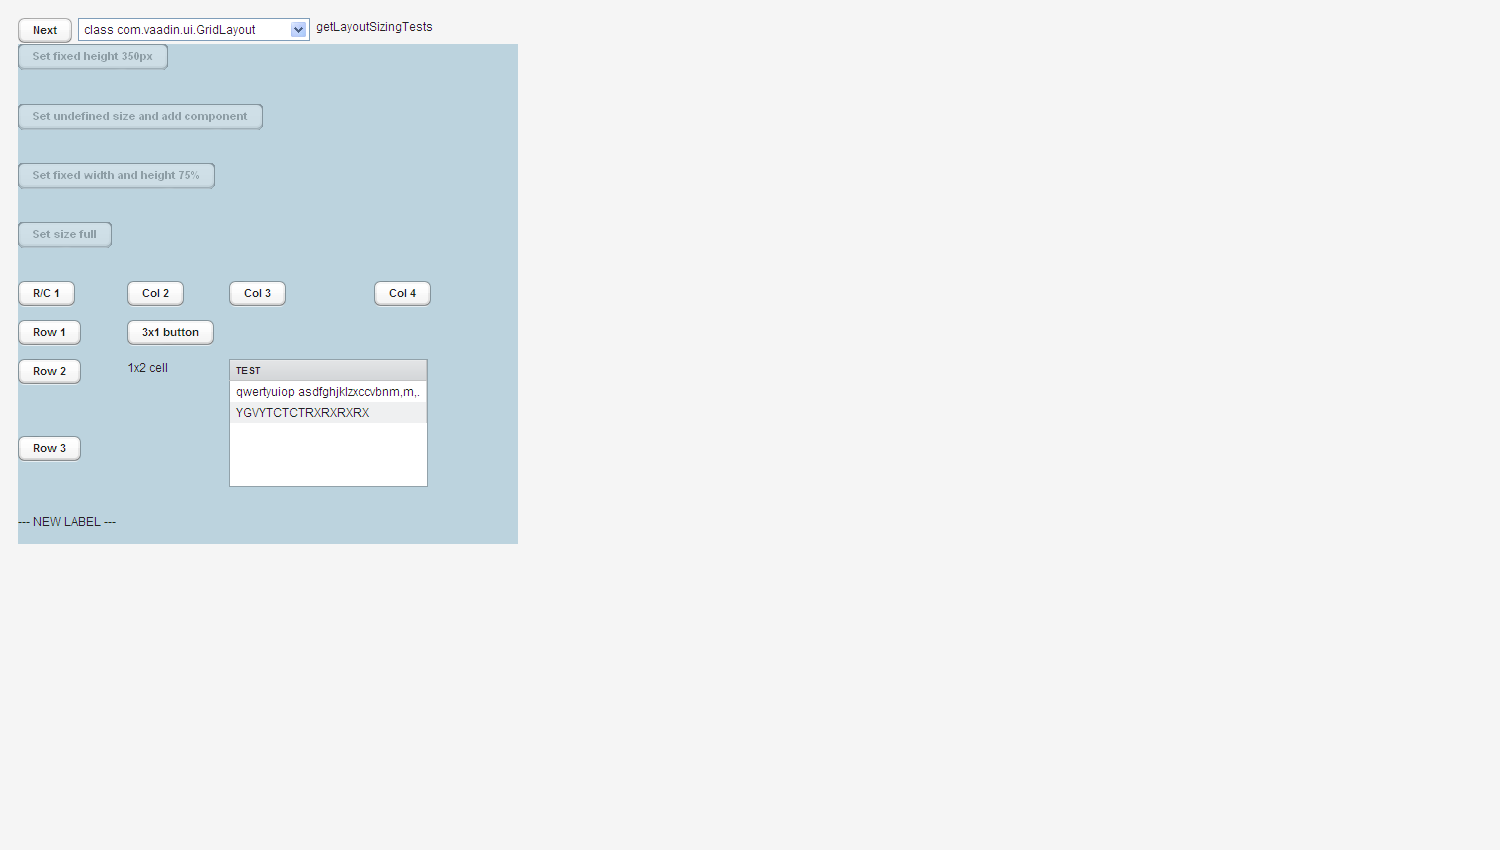 Next class com.vaadin.ui.GridLayout getLayoutSizingTests
Set fixed height 350px
Set undefined size and add component
Set fixed width and height 75%
Set size full
R/C 1 Col 2 Col 3 Col 4
Row 1 3x1 button
Row 2 1x2 cell TEST
qwertyuiop asdfghjklzxccvbnm,m,.
YGVYTCTCTRXRXRXRX
Row 3
--- NEW LABEL ---